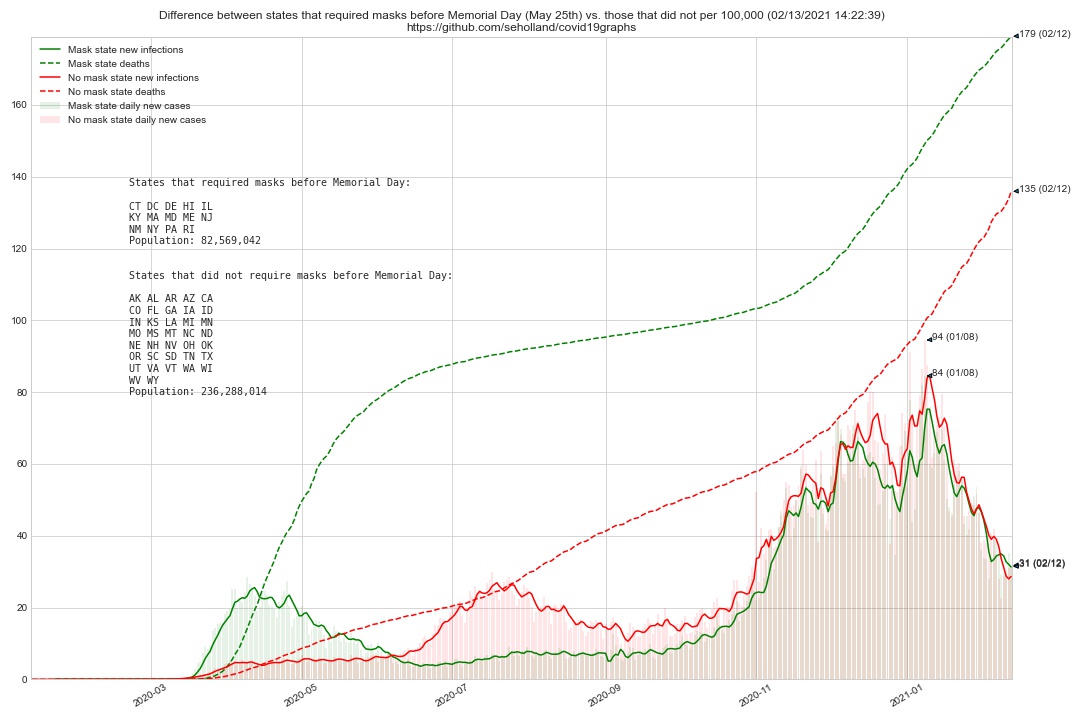 Difference between states that required masks before Memorial Day (May 25th) vs. those that did not per 100,000 (02/13/2021 14:22:39)
https://github.com/seholland/covid19graphs
Mask state new infections
Mask state deaths
No mask state new infections
No mask state deaths
Mask state daily new cases
No mask state daily new cases
States that required masks before Memorial Day:
CT DC DE HI IL
KY MA MD ME NJ
NM NY PA RI
Population: 82,569,042
States that did not require masks before Memorial Day:
AK AL AR AZ CA
CO FL GA IA ID
IN KS LA MI MN
MO MS MT NC ND
NE NH NV OH OK
OR SC SD TN TX
UT VA VT WA WI
WV WY
Population: 236,288,014
179 (02/12)
135 (02/12)
94 (01/08)
84 (01/08)
31 (02/12)
160
140
120
100
80
60
40
20
0
2020-03
2020-05
2020-07
2020-09
2020-11
2021-01